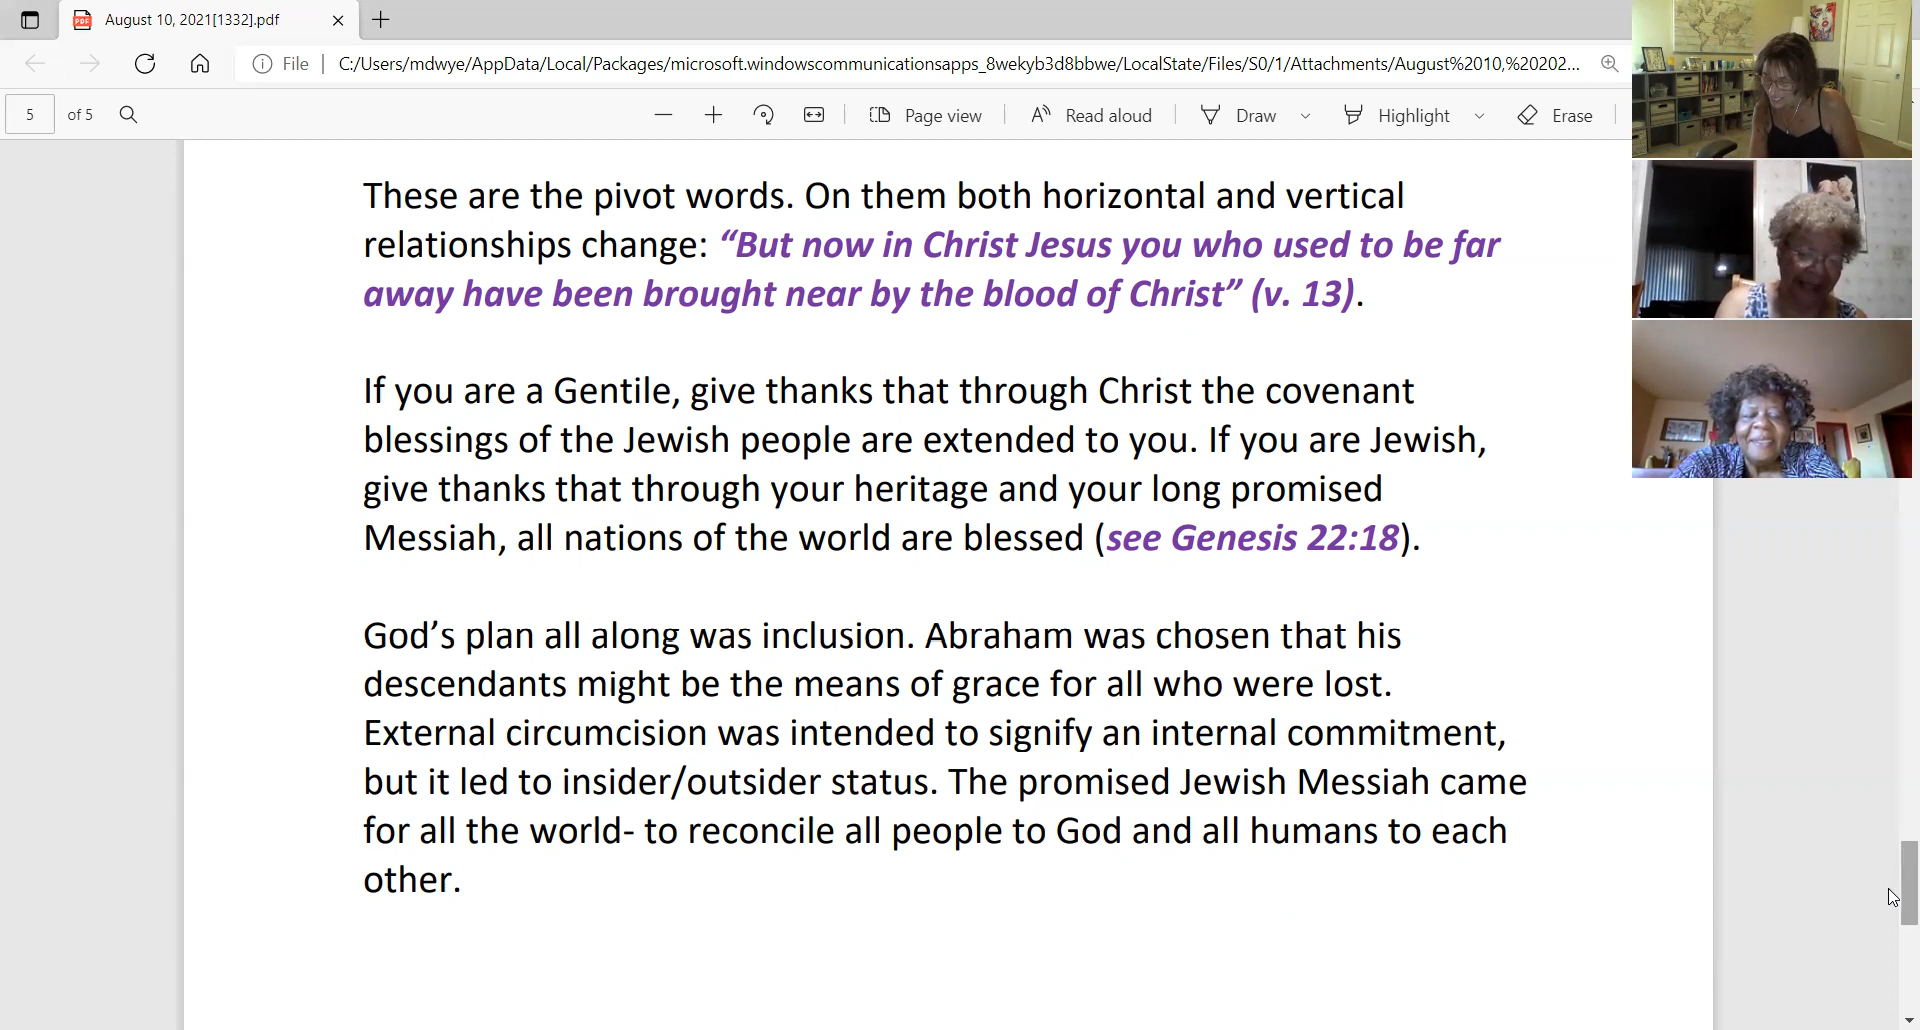 August 10, 2021[1332].pdf
File | C:/Users/mdwye/AppData/Local/Packages/microsoft.windowscommunicationsapps_8wekyb3d8bbwe/LocalState/Files/S0/1/Attachments/August%2010,%20202...
5 of 5 Page view Read aloud Draw Highlight Erase
These are the pivot words. On them both horizontal and vertical
relationships change: “But now in Christ Jesus you who used to be far
away have been brought near by the blood of Christ” (v. 13).
If you are a Gentile, give thanks that through Christ the covenant
blessings of the Jewish people are extended to you. If you are Jewish,
give thanks that through your heritage and your long promised
Messiah, all nations of the world are blessed (see Genesis 22:18).
God’s plan all along was inclusion. Abraham was chosen that his
descendants might be the means of grace for all who were lost.
External circumcision was intended to signify an internal commitment,
but it led to insider/outsider status. The promised Jewish Messiah came
for all the world- to reconcile all people to God and all humans to each
other.